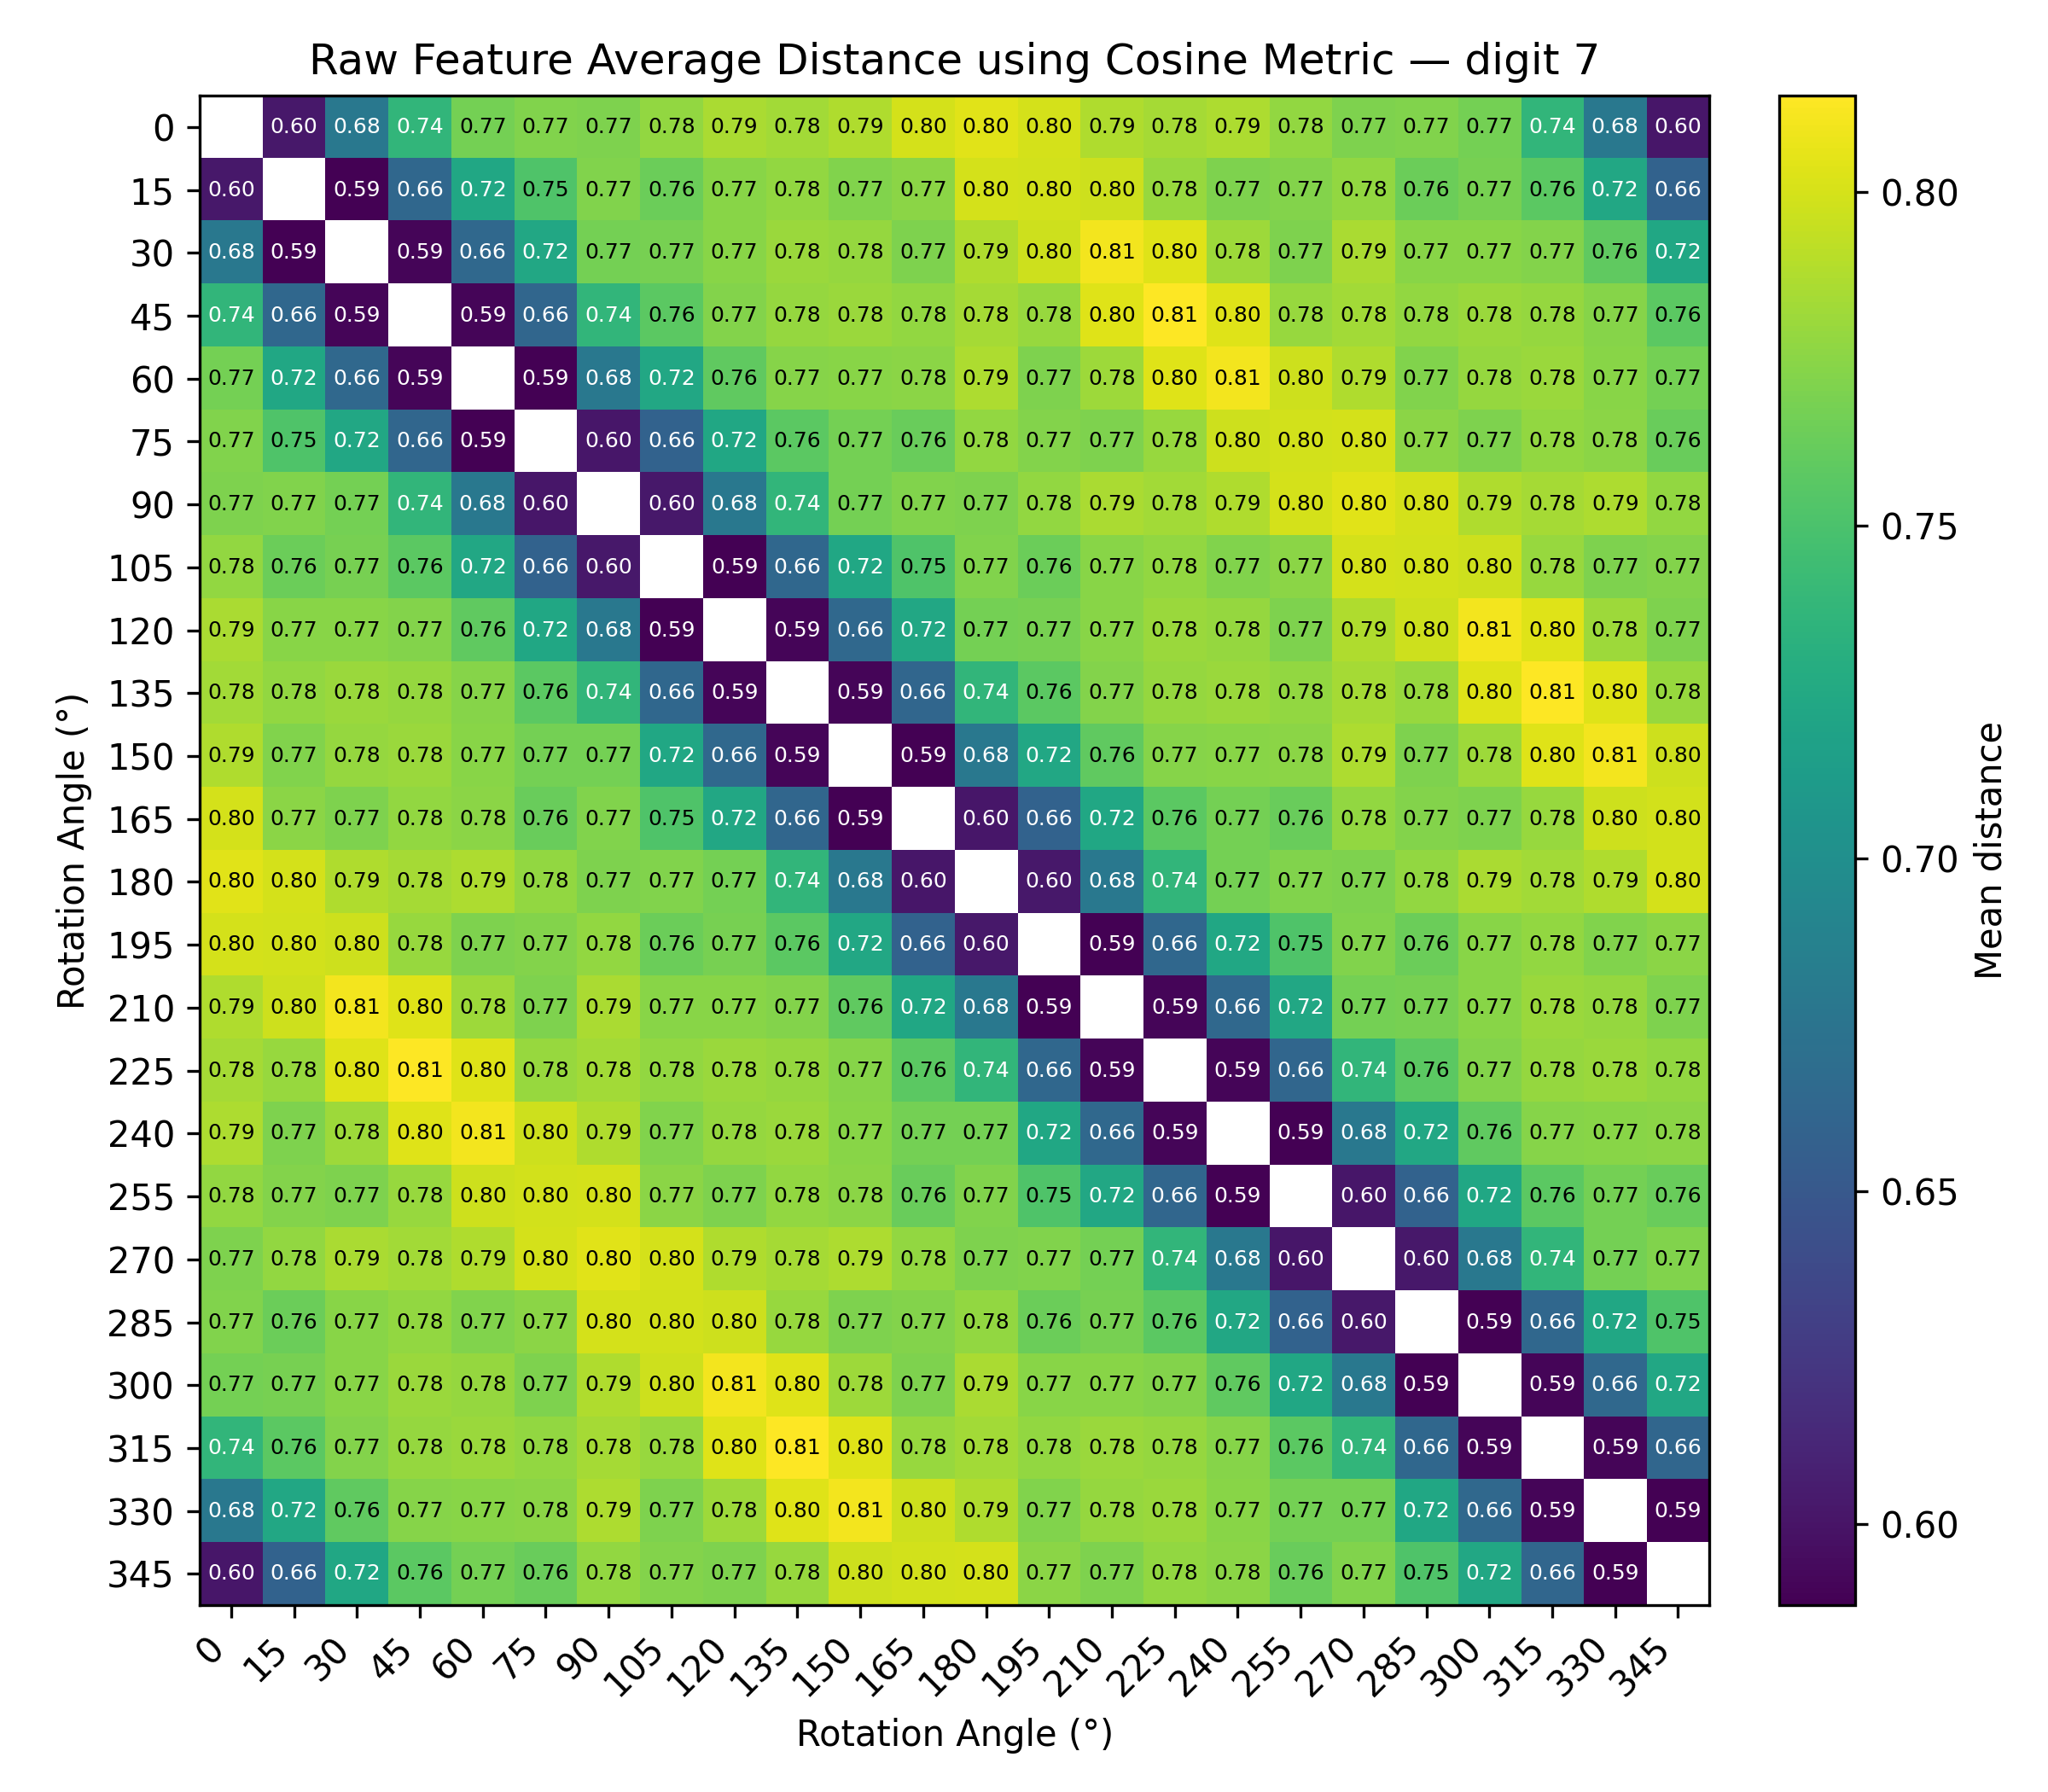 Raw Feature Average Distance using Cosine Metric — digit 7
0 0.60 0.68 0.74 0.77 0.77 0.77 0.78 0.79 0.78 0.79 0.80 0.80 0.80 0.79 0.78 0.79 0.78 0.77 0.77 0.77 0.74 0.68 0.60
15 0.60 0.59 0.66 0.72 0.75 0.77 0.76 0.77 0.78 0.77 0.77 0.80 0.80 0.80 0.78 0.77 0.77 0.78 0.76 0.77 0.76 0.72 0.66
30 0.68 0.59 0.59 0.66 0.72 0.77 0.77 0.77 0.78 0.78 0.77 0.79 0.80 0.81 0.80 0.78 0.77 0.79 0.77 0.77 0.77 0.76 0.72
45 0.74 0.66 0.59 0.59 0.66 0.74 0.76 0.77 0.78 0.78 0.78 0.78 0.78 0.80 0.81 0.80 0.78 0.78 0.78 0.78 0.78 0.77 0.76
60 0.77 0.72 0.66 0.59 0.59 0.68 0.72 0.76 0.77 0.77 0.78 0.79 0.77 0.78 0.80 0.81 0.80 0.79 0.77 0.78 0.78 0.77 0.77
75 0.77 0.75 0.72 0.66 0.59 0.60 0.66 0.72 0.76 0.77 0.76 0.78 0.77 0.77 0.78 0.80 0.80 0.80 0.77 0.77 0.78 0.78 0.76
90 0.77 0.77 0.77 0.74 0.68 0.60 0.60 0.68 0.74 0.77 0.77 0.77 0.78 0.79 0.78 0.79 0.80 0.80 0.80 0.79 0.78 0.79 0.78
105 0.78 0.76 0.77 0.76 0.72 0.66 0.60 0.59 0.66 0.72 0.75 0.77 0.76 0.77 0.78 0.77 0.77 0.80 0.80 0.80 0.78 0.77 0.77
120 0.79 0.77 0.77 0.77 0.76 0.72 0.68 0.59 0.59 0.66 0.72 0.77 0.77 0.77 0.78 0.78 0.77 0.79 0.80 0.81 0.80 0.78 0.77
135 0.78 0.78 0.78 0.78 0.77 0.76 0.74 0.66 0.59 0.59 0.66 0.74 0.76 0.77 0.78 0.78 0.78 0.78 0.78 0.80 0.81 0.80 0.78
150 0.79 0.77 0.78 0.78 0.77 0.77 0.77 0.72 0.66 0.59 0.59 0.68 0.72 0.76 0.77 0.77 0.78 0.79 0.77 0.78 0.80 0.81 0.80
165 0.80 0.77 0.77 0.78 0.78 0.76 0.77 0.75 0.72 0.66 0.59 0.60 0.66 0.72 0.76 0.77 0.76 0.78 0.77 0.77 0.78 0.80 0.80
180 0.80 0.80 0.79 0.78 0.79 0.78 0.77 0.77 0.77 0.74 0.68 0.60 0.60 0.68 0.74 0.77 0.77 0.77 0.78 0.79 0.78 0.79 0.80
195 0.80 0.80 0.80 0.78 0.77 0.77 0.78 0.76 0.77 0.76 0.72 0.66 0.60 0.59 0.66 0.72 0.75 0.77 0.76 0.77 0.78 0.77 0.77
210 0.79 0.80 0.81 0.80 0.78 0.77 0.79 0.77 0.77 0.77 0.76 0.72 0.68 0.59 0.59 0.66 0.72 0.77 0.77 0.77 0.78 0.78 0.77
225 0.78 0.78 0.80 0.81 0.80 0.78 0.78 0.78 0.78 0.78 0.77 0.76 0.74 0.66 0.59 0.59 0.66 0.74 0.76 0.77 0.78 0.78 0.78
240 0.79 0.77 0.78 0.80 0.81 0.80 0.79 0.77 0.78 0.78 0.77 0.77 0.77 0.72 0.66 0.59 0.59 0.68 0.72 0.76 0.77 0.77 0.78
255 0.78 0.77 0.77 0.78 0.80 0.80 0.80 0.77 0.77 0.78 0.78 0.76 0.77 0.75 0.72 0.66 0.59 0.60 0.66 0.72 0.76 0.77 0.76
270 0.77 0.78 0.79 0.78 0.79 0.80 0.80 0.80 0.79 0.78 0.79 0.78 0.77 0.77 0.77 0.74 0.68 0.60 0.60 0.68 0.74 0.77 0.77
285 0.77 0.76 0.77 0.78 0.77 0.77 0.80 0.80 0.80 0.78 0.77 0.77 0.78 0.76 0.77 0.76 0.72 0.66 0.60 0.59 0.66 0.72 0.75
300 0.77 0.77 0.77 0.78 0.78 0.77 0.79 0.80 0.81 0.80 0.78 0.77 0.79 0.77 0.77 0.77 0.76 0.72 0.68 0.59 0.59 0.66 0.72
315 0.74 0.76 0.77 0.78 0.78 0.78 0.78 0.78 0.80 0.81 0.80 0.78 0.78 0.78 0.78 0.78 0.77 0.76 0.74 0.66 0.59 0.59 0.66
330 0.68 0.72 0.76 0.77 0.77 0.78 0.79 0.77 0.78 0.80 0.81 0.80 0.79 0.77 0.78 0.78 0.77 0.77 0.77 0.72 0.66 0.59 0.59
345 0.60 0.66 0.72 0.76 0.77 0.76 0.78 0.77 0.77 0.78 0.80 0.80 0.80 0.77 0.77 0.78 0.78 0.76 0.77 0.75 0.72 0.66 0.59
0 15 30 45 60 75 90 105 120 135 150 165 180 195 210 225 240 255 270 285 300 315 330 345
Rotation Angle (°)
Rotation Angle (°)
0.80
0.75
0.70
0.65
0.60
Mean distance